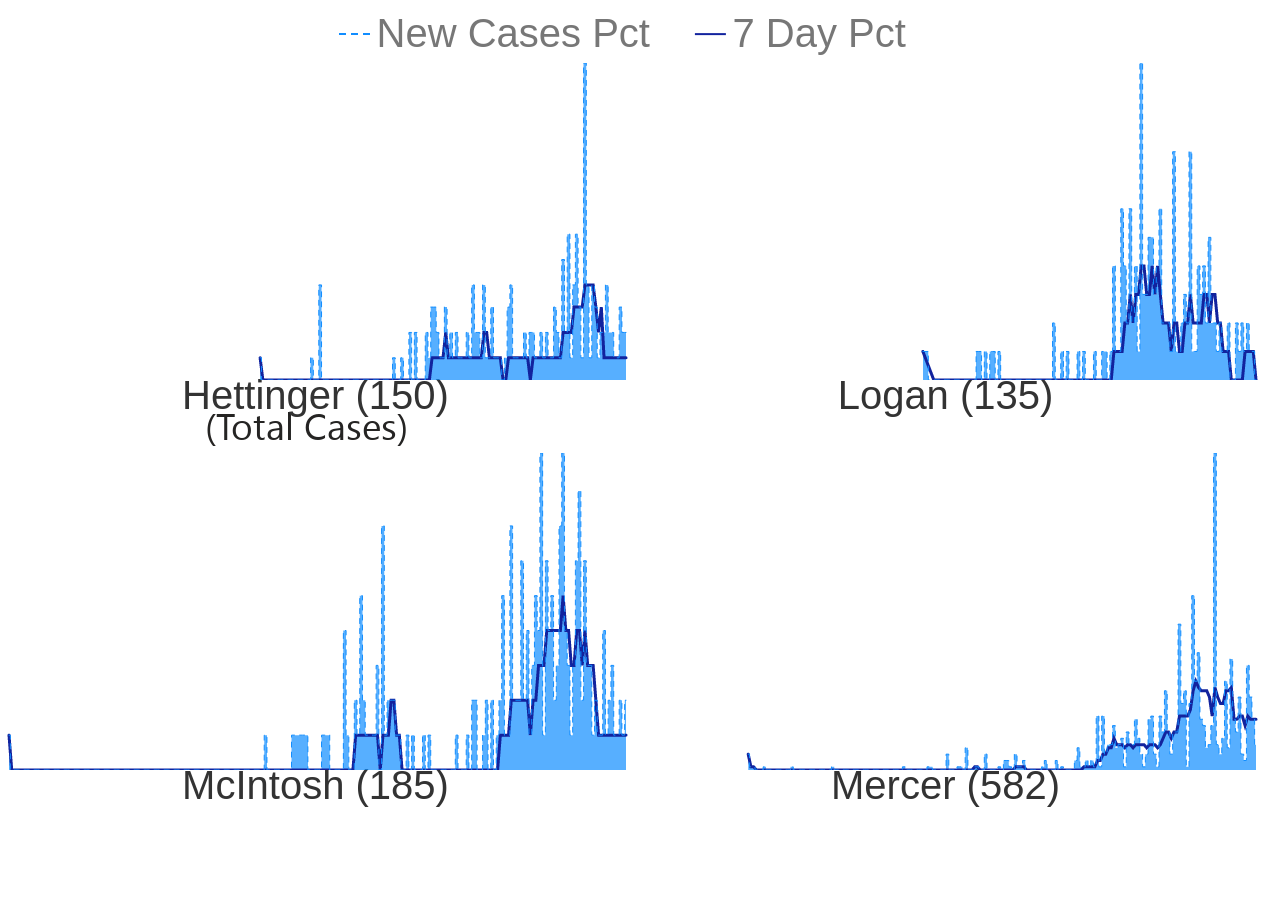 New Cases Pct 7 Day Pct
Hettinger (150) Logan (135)
(Total Cases)
McIntosh (185) Mercer (582)